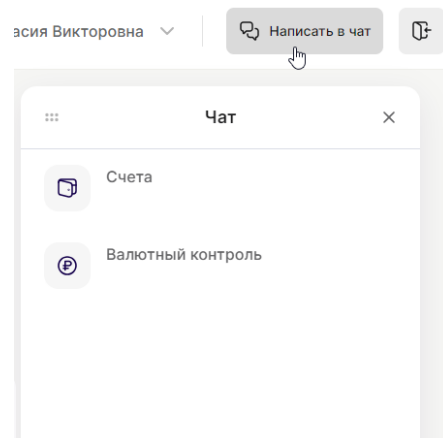 асия Викторовна
Написать в чат
Чат
Счета
Валютный контроль